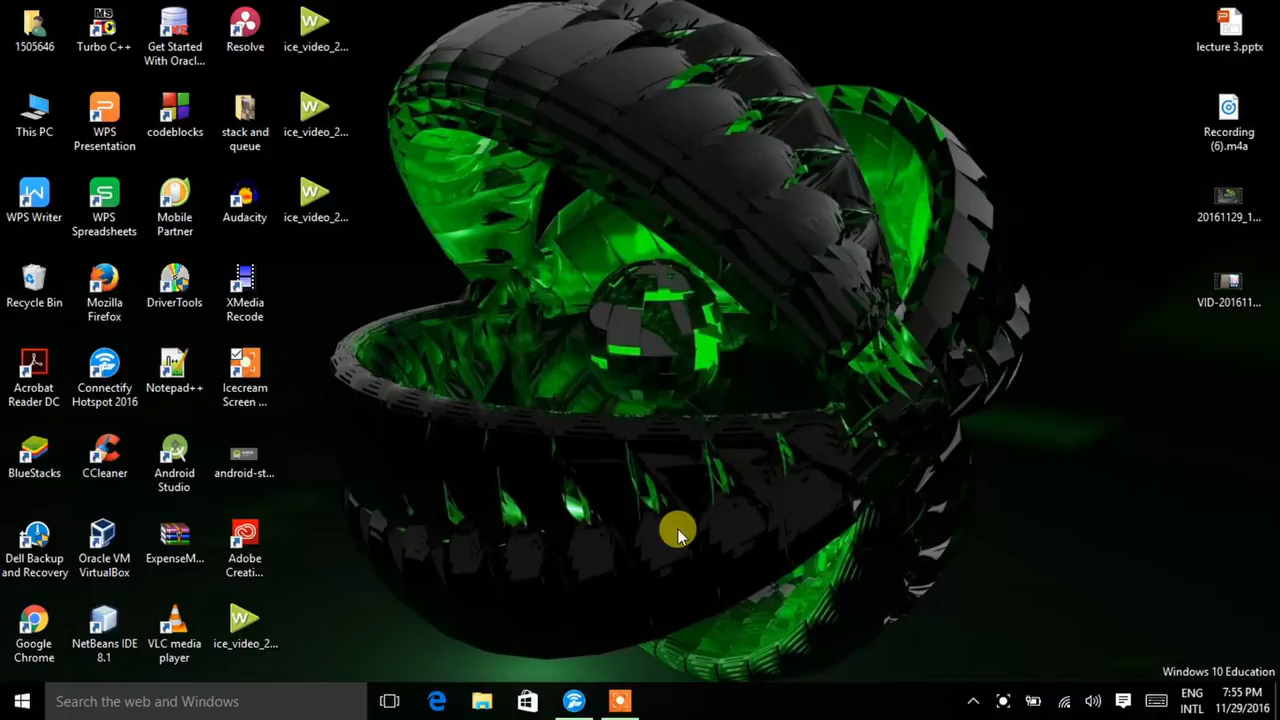 1505646
Turbo C++
Get Started
With Oracl...
Resolve
ice_video_2...
This PC
WPS
Presentation
codeblocks
stack and
queue
ice_video_2...
WPS Writer
WPS
Spreadsheets
Mobile
Partner
Audacity
ice_video_2...
Recycle Bin
Mozilla
Firefox
DriverTools
XMedia
Recode
Acrobat
Reader DC
Connectify
Hotspot 2016
Notepad++
Icecream
Screen ...
BlueStacks
CCleaner
Android
Studio
android-st...
Dell Backup
and Recovery
Oracle VM
VirtualBox
ExpenseM...
Adobe
Creati...
Google
Chrome
NetBeans IDE
8.1
VLC media
player
ice_video_2...
lecture 3.pptx
Recording
(6).m4a
20161129_1...
VID-201611...
Windows 10 Education
Search the web and Windows
ENG
INTL
7:55 PM
11/29/2016